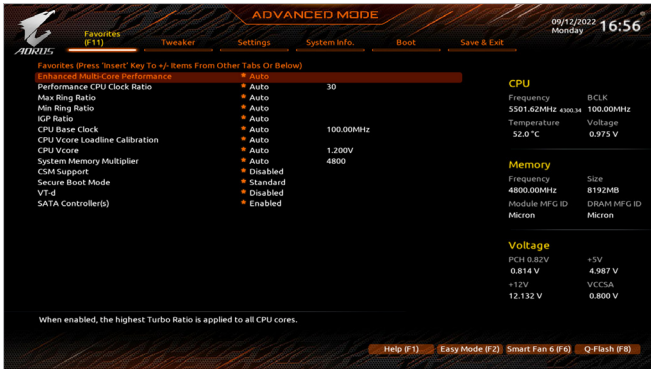 ADVANCED MODE
09/12/2022
Monday
16:56
AORUS
Favorites
(F11)
Tweaker
Settings
System Info.
Boot
Save & Exit
Favorites (Press 'Insert' Key To +/- Items From Other Tabs Or Below)
Enhanced Multi-Core Performance ★ Auto
Performance CPU Clock Ratio ★ Auto 30
Max Ring Ratio ★ Auto
Min Ring Ratio ★ Auto
IGP Ratio ★ Auto
CPU Base Clock ★ Auto 100.00MHz
CPU Vcore Loadline Calibration ★ Auto
CPU Vcore ★ Auto 1.200V
System Memory Multiplier ★ Auto 4800
CSM Support ★ Disabled
Secure Boot Mode ★ Standard
VT-d ★ Disabled
SATA Controller(s) ★ Enabled
CPU
Frequency BCLK
5501.62MHz 4300.34 100.00MHz
Temperature Voltage
52.0 °C 0.975 V
Memory
Frequency Size
4800.00MHz 8192MB
Module MFG ID DRAM MFG ID
Micron Micron
Voltage
PCH 0.82V +5V
0.814 V 4.987 V
+12V VCCSA
12.132 V 0.800 V
When enabled, the highest Turbo Ratio is applied to all CPU cores.
Help (F1) Easy Mode (F2) Smart Fan 6 (F6) Q-Flash (F8)